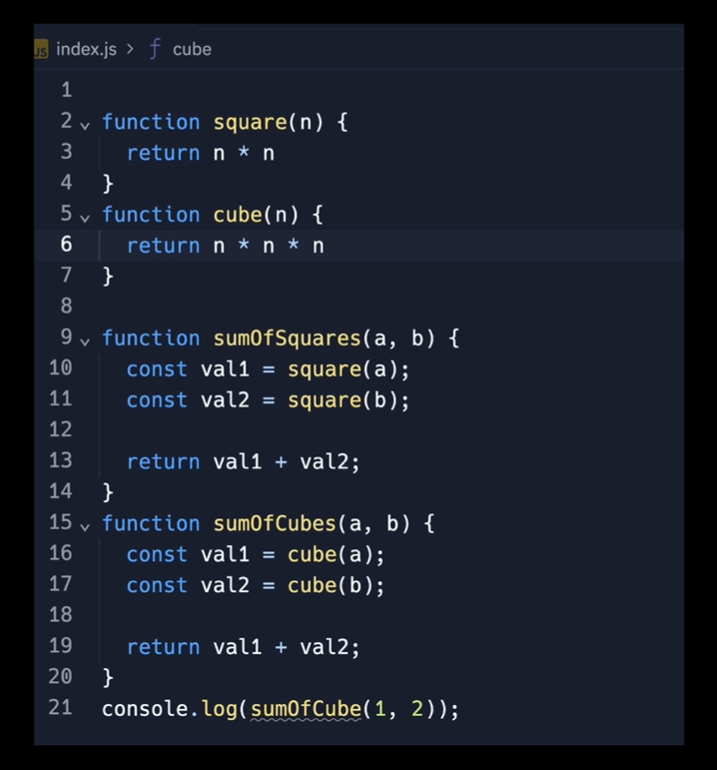 JS index.js > ƒ cube
1
2 function square(n) {
3 return n * n
4 }
5 function cube(n) {
6 return n * n * n
7 }
8
9 function sumOfSquares(a, b) {
10 const val1 = square(a);
11 const val2 = square(b);
12
13 return val1 + val2;
14 }
15 function sumOfCubes(a, b) {
16 const val1 = cube(a);
17 const val2 = cube(b);
18
19 return val1 + val2;
20 }
21 console.log(sumOfCube(1, 2));